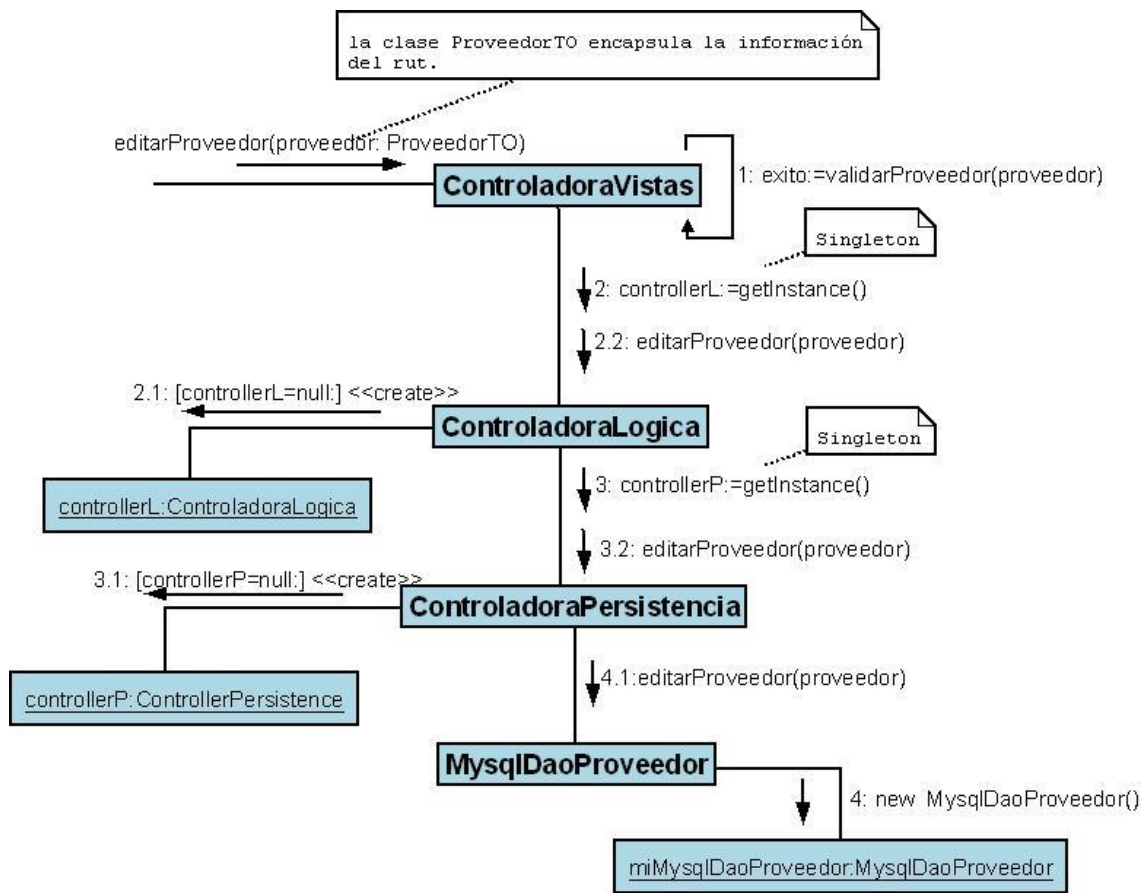 la clase ProveedorTO encapsula la información
del rut.
editarProveedor(proveedor: ProveedorTO)
ControladoraVistas
1: exito:=validarProveedor(proveedor)
Singleton
2: controllerL:=getInstance()
2.2: editarProveedor(proveedor)
2.1: [controllerL=null:] <<create>>
ControladoraLogica
Singleton
controllerL:ControladoraLogica
3: controllerP:=getInstance()
3.2: editarProveedor(proveedor)
3.1: [controllerP=null:] <<create>>
ControladoraPersistencia
controllerP:ControllerPersistence
4.1:editarProveedor(proveedor)
MysqlDaoProveedor
4: new MysqlDaoProveedor()
miMysqlDaoProveedor:MysqlDaoProveedor